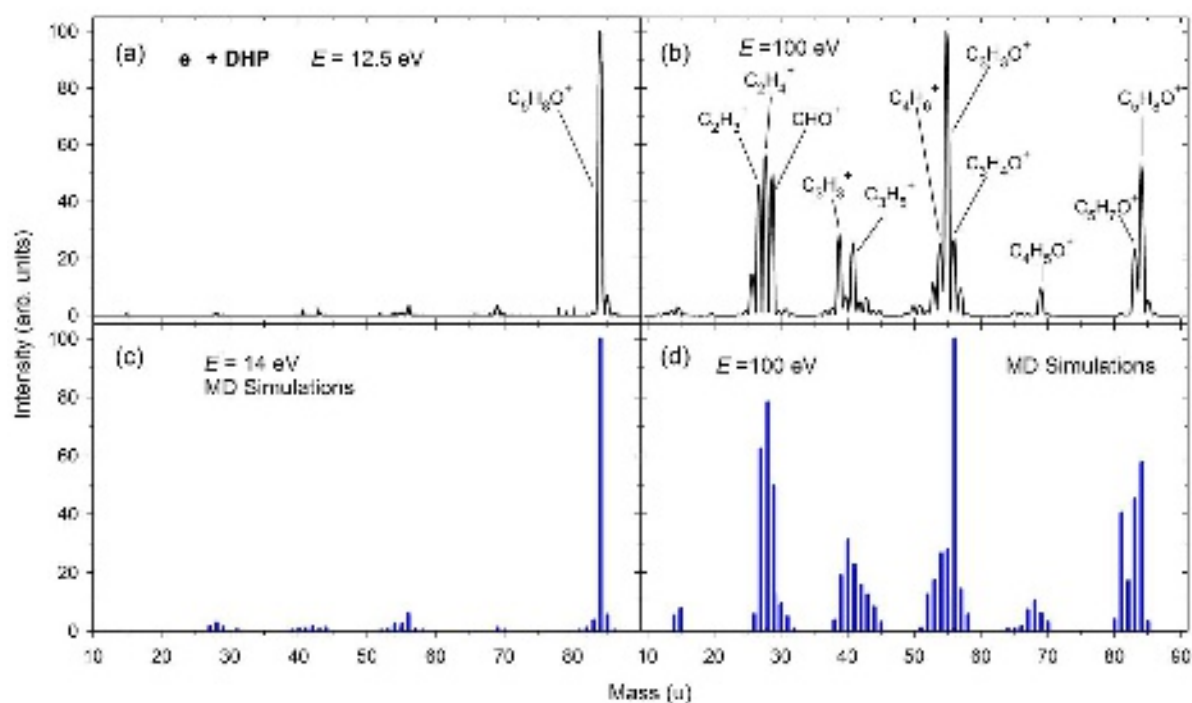 Intensity (arb. units)
100
80
60
40
20
0
(a) e + DHP E = 12.5 eV
C₅H₈O⁺
(b) E =100 eV
C₂H₃⁺
C₂H₄⁺
CHO⁺
C₃H₃⁺
C₃H₅⁺
C₄H₆⁺
C₃H₃O⁺
C₃H₄O⁺
C₄H₅O⁺
C₅H₇O⁺
C₅H₈O⁺
100
80
60
40
20
0
(c) E = 14 eV
MD Simulations
(d) E =100 eV MD Simulations
10 20 30 40 50 60 70 80 10 20 30 40 50 60 70 80 90
Mass (u)